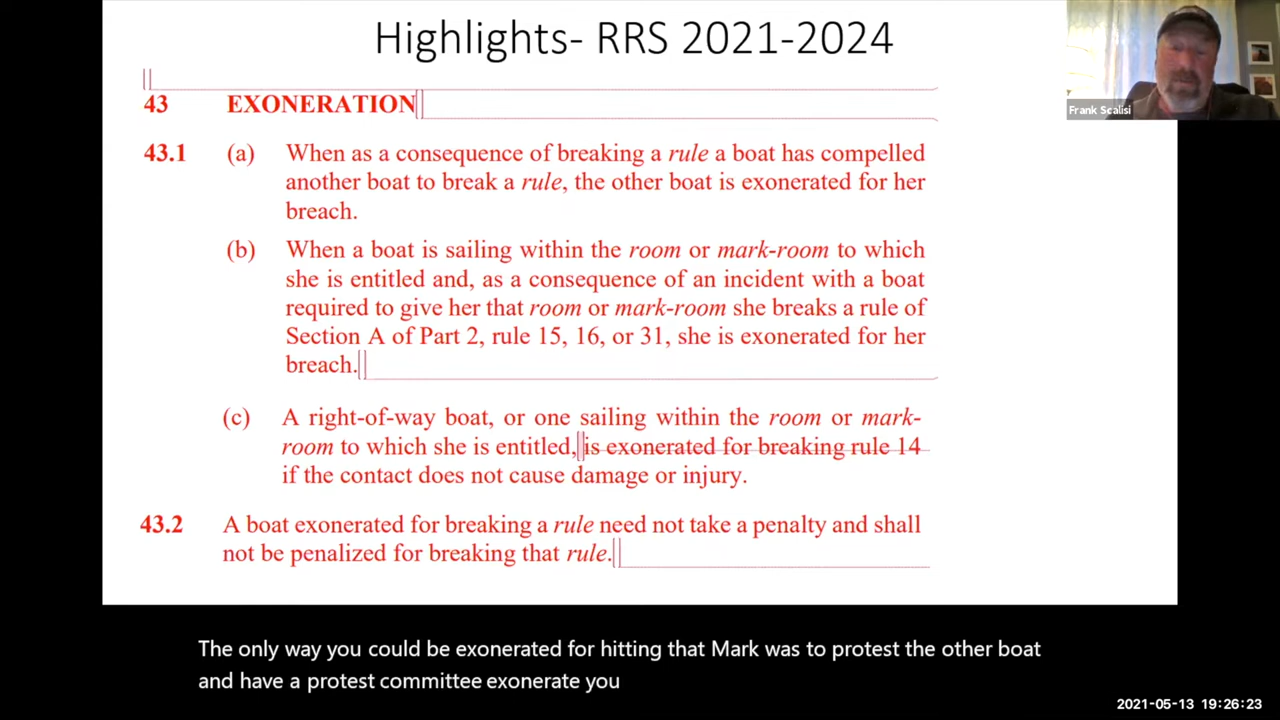 Highlights- RRS 2021-2024
Frank Scalisi
43 EXONERATION
43.1 (a) When as a consequence of breaking a rule a boat has compelled
another boat to break a rule, the other boat is exonerated for her
breach.
(b) When a boat is sailing within the room or mark-room to which
she is entitled and, as a consequence of an incident with a boat
required to give her that room or mark-room she breaks a rule of
Section A of Part 2, rule 15, 16, or 31, she is exonerated for her
breach.
(c) A right-of-way boat, or one sailing within the room or mark-
room to which she is entitled, is exonerated for breaking rule 14
if the contact does not cause damage or injury.
43.2 A boat exonerated for breaking a rule need not take a penalty and shall
not be penalized for breaking that rule.
The only way you could be exonerated for hitting that Mark was to protest the other boat
and have a protest committee exonerate you
2021-05-13 19:26:23